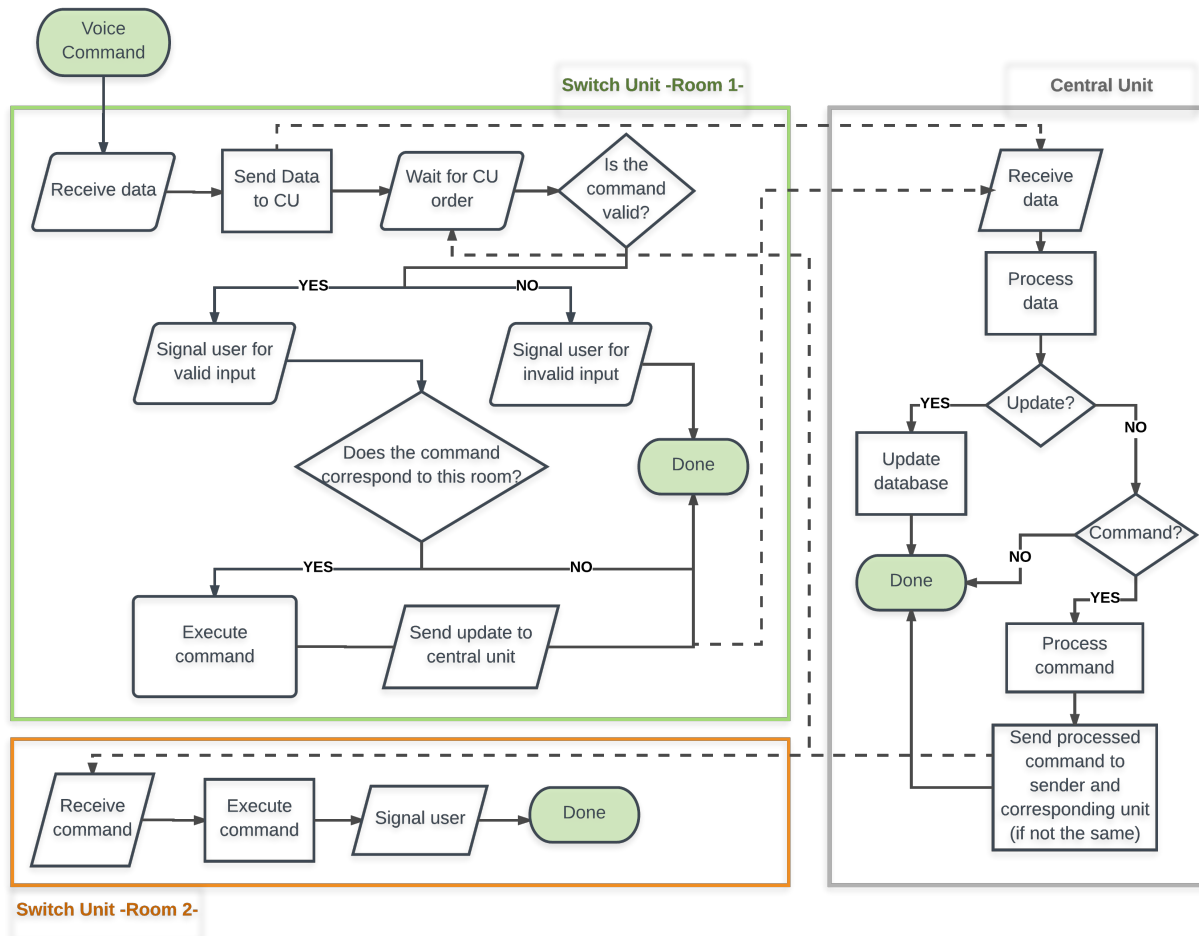 Voice
Command
Switch Unit -Room 1-
Central Unit
Receive data
Send Data
to CU
Wait for CU
order
Is the
command
valid?
Receive
data
Process
data
YES
NO
Signal user for
valid input
Signal user for
invalid input
Update?
YES
NO
Does the command
correspond to this room?
Done
Update
database
Command?
NO
YES
Done
YES
NO
Execute
command
Send update to
central unit
Process
command
Send processed
command to
sender and
corresponding unit
(if not the same)
Receive
command
Execute
command
Signal user
Done
Switch Unit -Room 2-